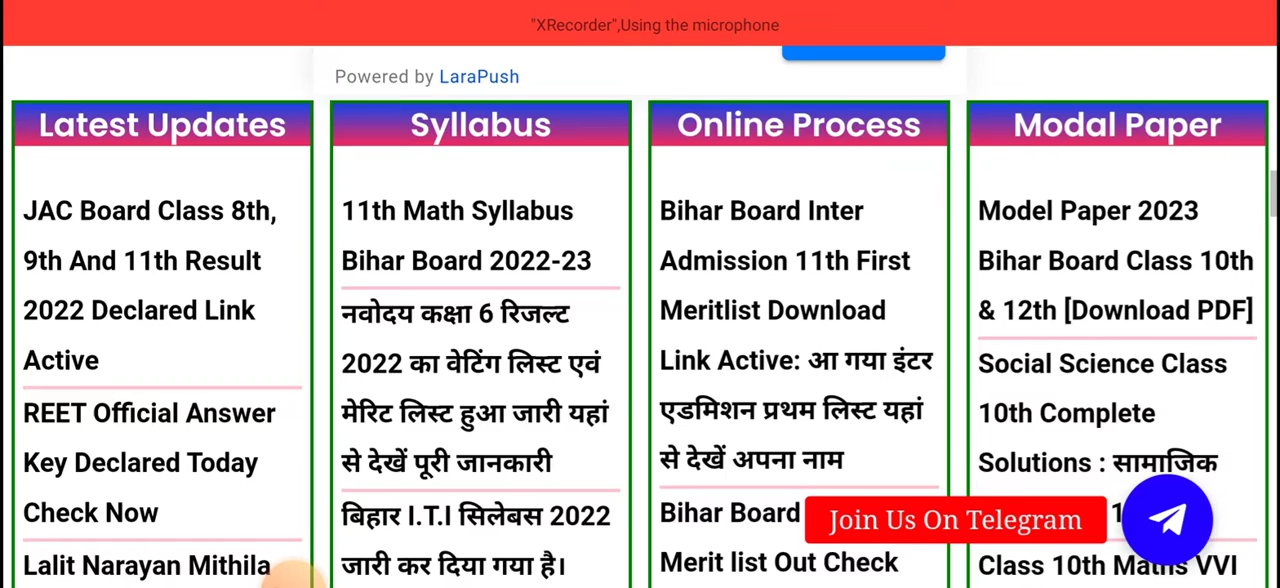 "XRecorder",Using the microphone
Powered by LaraPush
Latest Updates
JAC Board Class 8th,
9th And 11th Result
2022 Declared Link
Active
REET Official Answer
Key Declared Today
Check Now
Lalit Narayan Mithila
Syllabus
11th Math Syllabus
Bihar Board 2022-23
नवोदय कक्षा 6 रिजल्ट
2022 का वेटिंग लिस्ट एवं
मेरिट लिस्ट हुआ जारी यहां
से देखें पूरी जानकारी
बिहार I.T.I सिलेबस 2022
जारी कर दिया गया है।
Online Process
Bihar Board Inter
Admission 11th First
Meritlist Download
Link Active: आ गया इंटर
एडमिशन प्रथम लिस्ट यहां
से देखें अपना नाम
Bihar Board
Merit list Out Check
Modal Paper
Model Paper 2023
Bihar Board Class 10th
& 12th [Download PDF]
Social Science Class
10th Complete
Solutions : सामाजिक
Class 10th Maths VVI
Join Us On Telegram